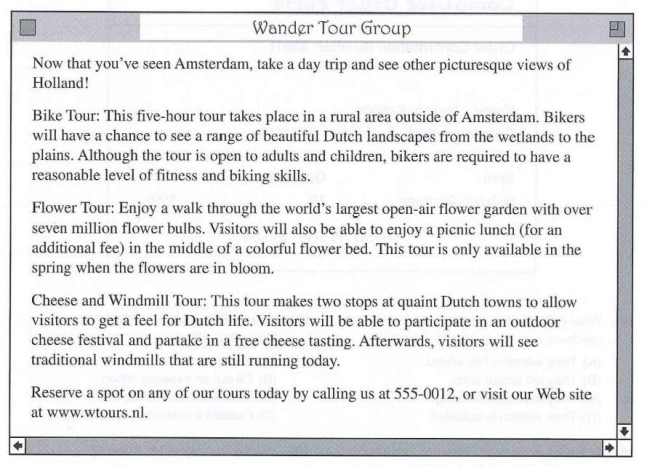 Wander Tour Group
Now that you've seen Amsterdam, take a day trip and see other picturesque views of
Holland!
Bike Tour: This five-hour tour takes place in a rural area outside of Amsterdam. Bikers
will have a chance to see a range of beautiful Dutch landscapes from the wetlands to the
plains. Although the tour is open to adults and children, bikers are required to have a
reasonable level of fitness and biking skills.
Flower Tour: Enjoy a walk through the world's largest open-air flower garden with over
seven million flower bulbs. Visitors will also be able to enjoy a picnic lunch (for an
additional fee) in the middle of a colorful flower bed. This tour is only available in the
spring when the flowers are in bloom.
Cheese and Windmill Tour: This tour makes two stops at quaint Dutch towns to allow
visitors to get a feel for Dutch life. Visitors will be able to participate in an outdoor
cheese festival and partake in a free cheese tasting. Afterwards, visitors will see
traditional windmills that are still running today.
Reserve a spot on any of our tours today by calling us at 555-0012, or visit our Web site
at www.wtours.nl.